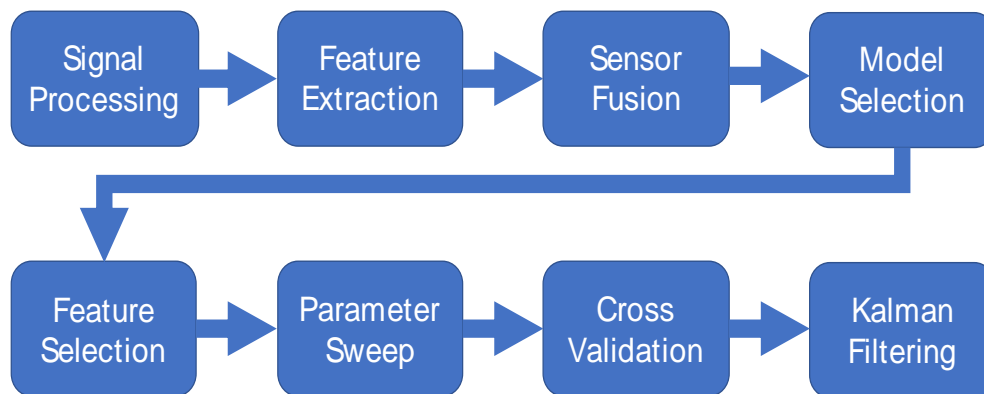 Signal
Processing
Feature
Extraction
Sensor
Fusion
Model
Selection
Feature
Selection
Parameter
Sweep
Cross
Validation
Kalman
Filtering